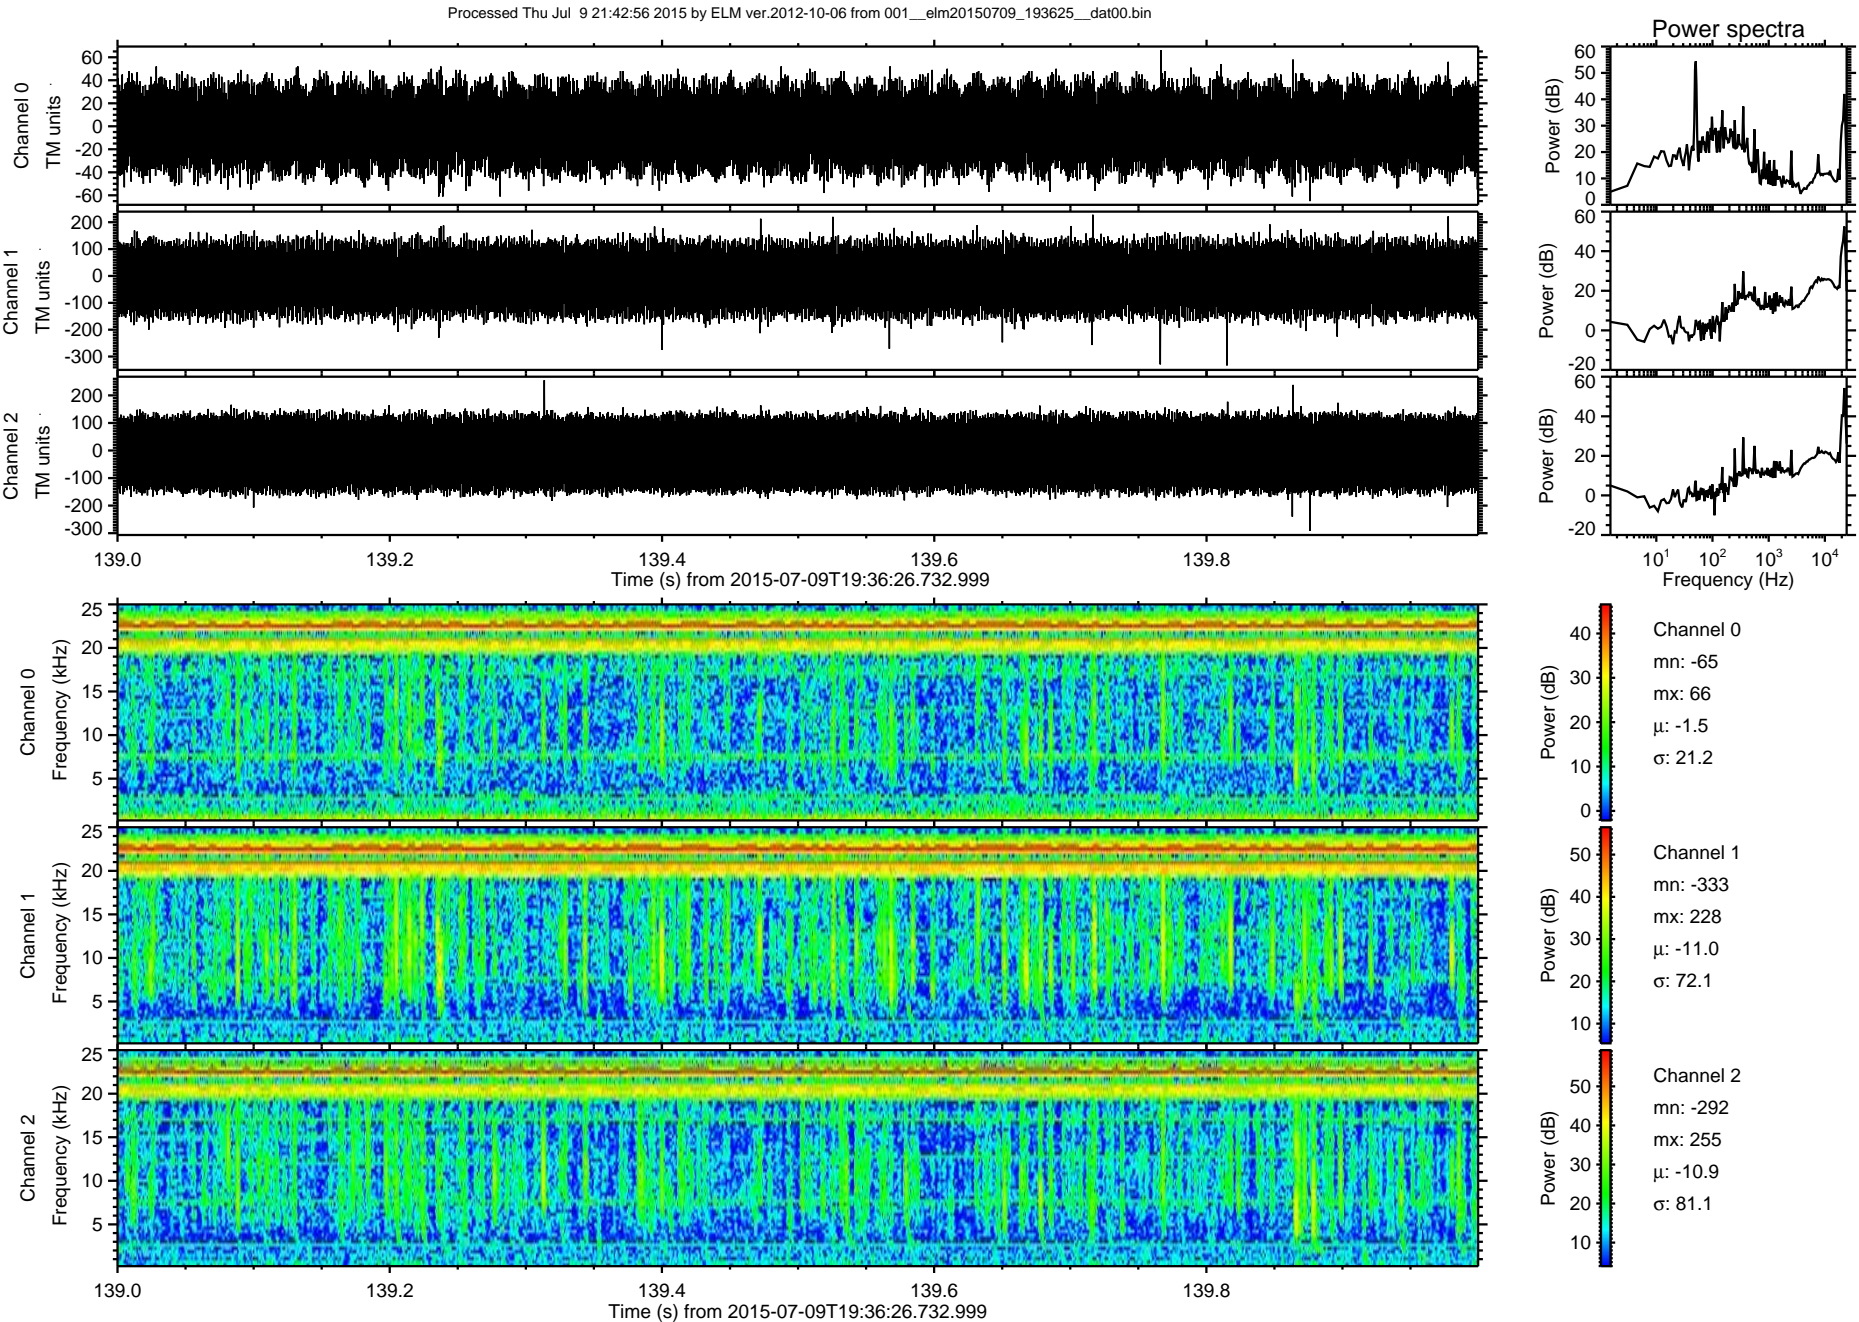 Processed Thu Jul  9 21:42:56 2015 by ELM ver.2012-10-06 from 001__elm20150709_193625__dat00.bin
Power spectra
Channel 0
TM units
60
40
20
0
-20
-40
-60
Power (dB)
60
50
40
30
20
10
0
Channel 1
TM units
200
100
0
-100
-200
-300
Power (dB)
60
40
20
0
-20
Channel 2
TM units
200
100
0
-100
-200
-300
Power (dB)
60
40
20
0
-20
139.0 139.2 139.4 139.6 139.8
Time (s) from 2015-07-09T19:36:26.732.999
10¹ 10² 10³ 10⁴
Frequency (Hz)
Channel 0
Frequency (kHz)
25
20
15
10
5
Power (dB)
40
30
20
10
0
Channel 0
mn: -65
mx: 66
μ: -1.5
σ: 21.2
Channel 1
Frequency (kHz)
25
20
15
10
5
Power (dB)
50
40
30
20
10
Channel 1
mn: -333
mx: 228
μ: -11.0
σ: 72.1
Channel 2
Frequency (kHz)
25
20
15
10
5
Power (dB)
50
40
30
20
10
Channel 2
mn: -292
mx: 255
μ: -10.9
σ: 81.1
139.0 139.2 139.4 139.6 139.8
Time (s) from 2015-07-09T19:36:26.732.999